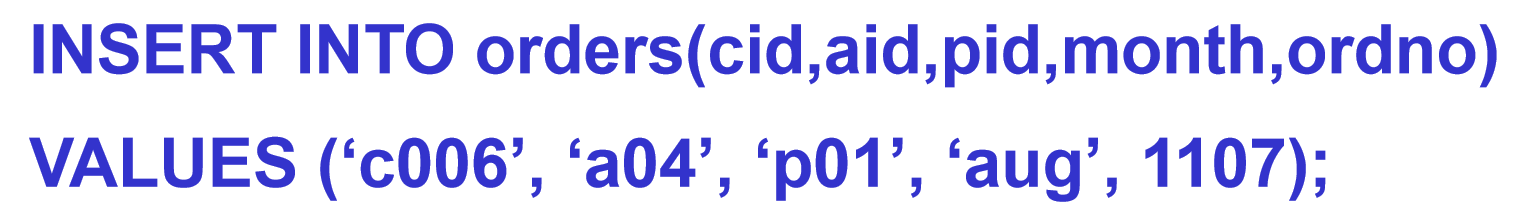 INSERT INTO orders(cid,aid,pid,month,ordno)
VALUES (‘c006’, ‘a04’, ‘p01’, ‘aug’, 1107);